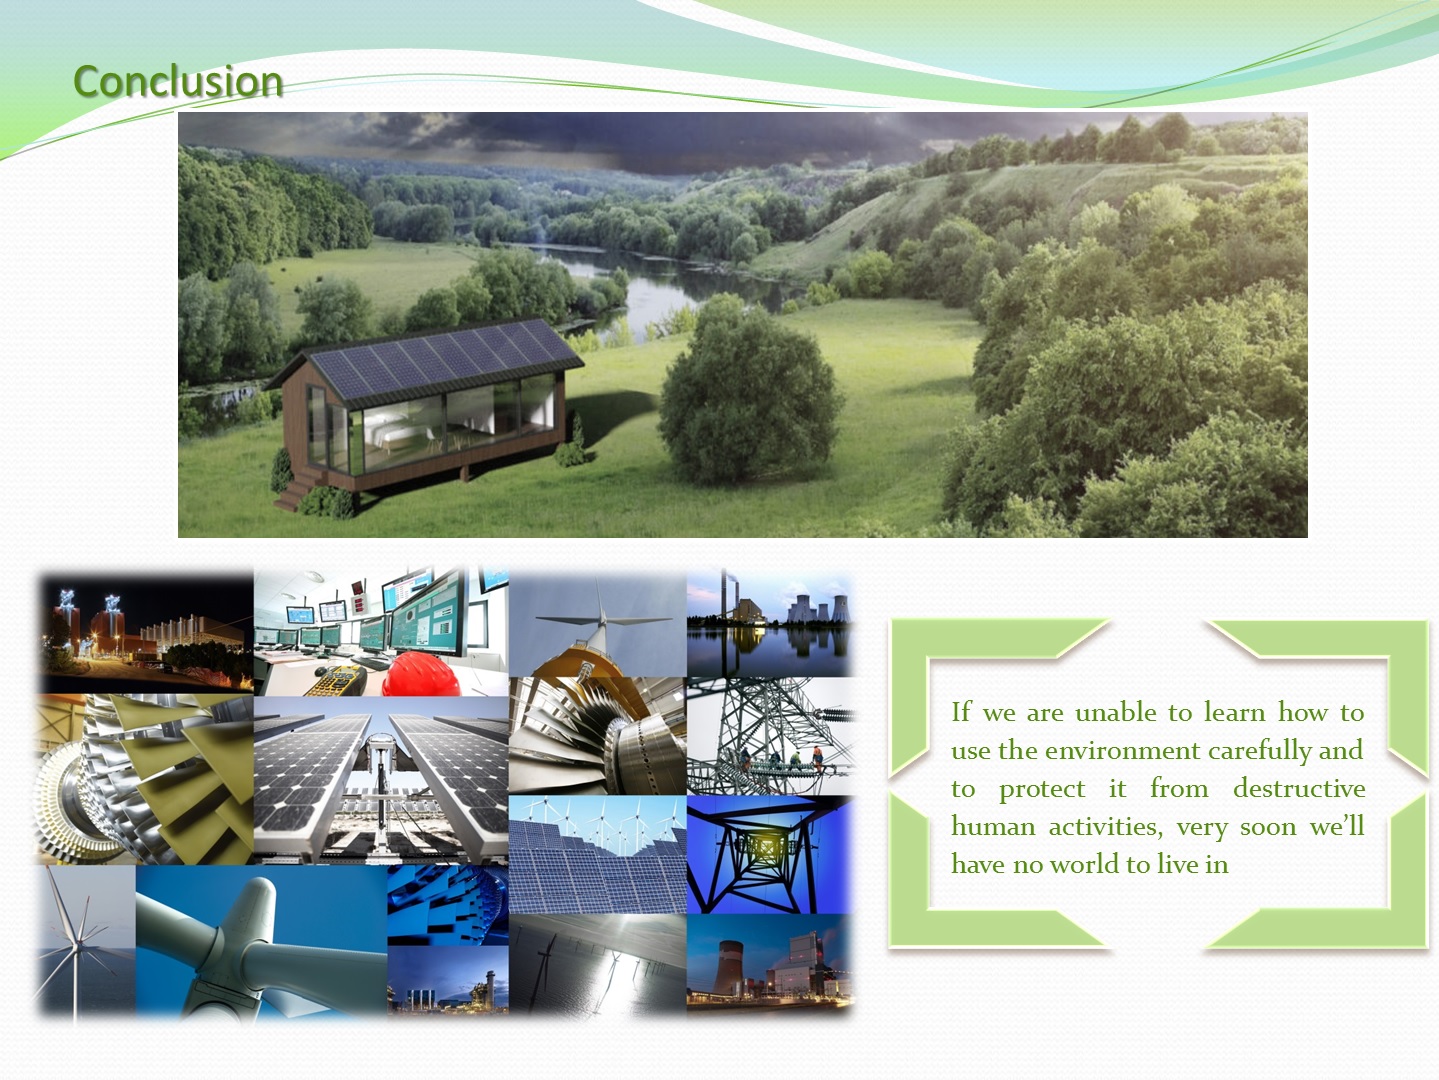 Conclusion
If we are unable to learn how to
use the environment carefully and
to protect it from destructive
human activities, very soon we’ll
have no world to live in